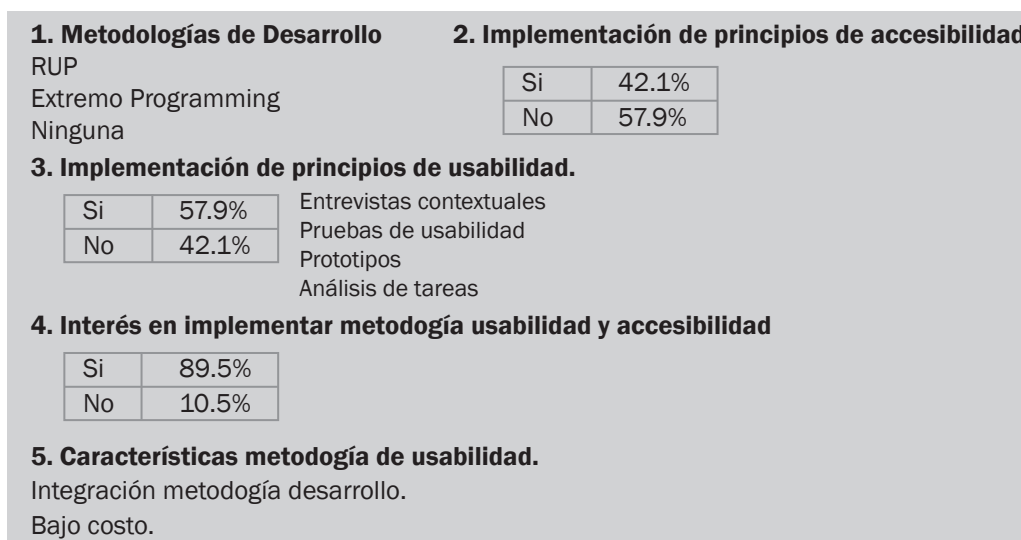 1. Metodologías de Desarrollo
RUP
Extremo Programming
Ninguna
2. Implementación de principios de accesibilidad
Si 42.1%
No 57.9%
3. Implementación de principios de usabilidad.
Si 57.9%
No 42.1%
Entrevistas contextuales
Pruebas de usabilidad
Prototipos
Análisis de tareas
4. Interés en implementar metodogía usabilidad y accesibilidad
Si 89.5%
No 10.5%
5. Características metodogía de usabilidad.
Integración metodogía desarrollo.
Bajo costo.